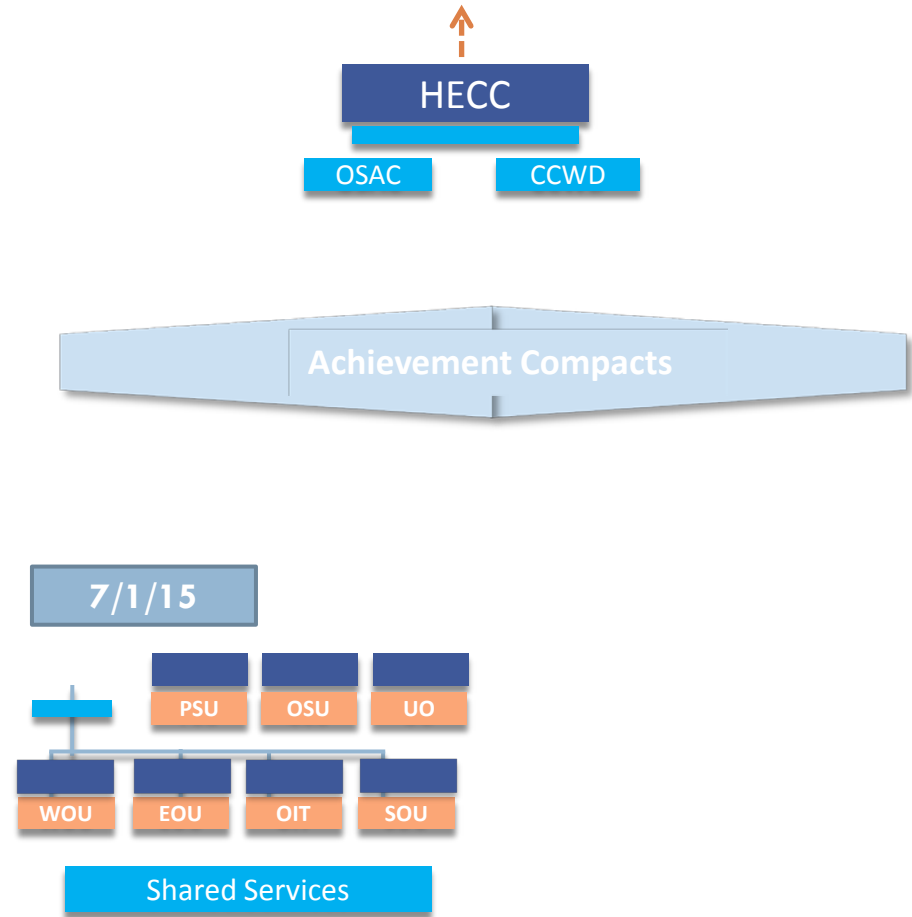 HECC
OSAC
CCWD
Achievement Compacts
7/1/15
PSU
OSU
UO
WOU
EOU
OIT
SOU
Shared Services